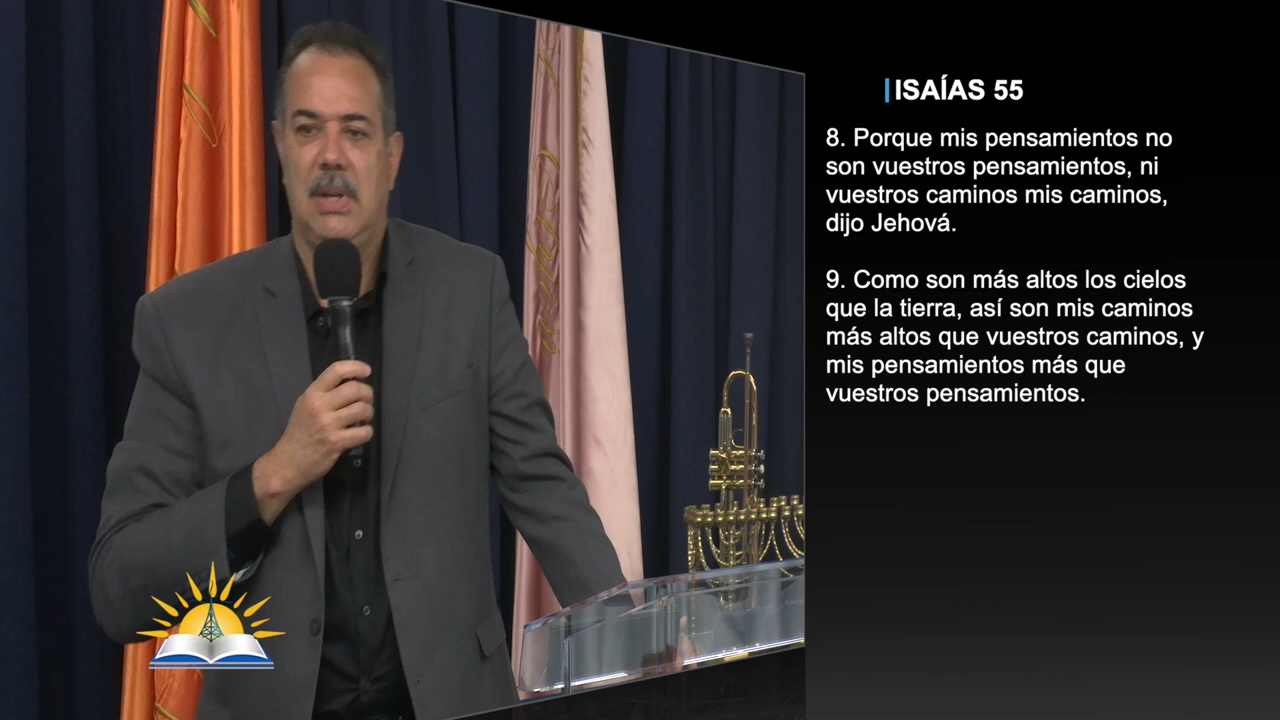 ISAÍAS 55
8. Porque mis pensamientos no
son vuestros pensamientos, ni
vuestros caminos mis caminos,
dijo Jehová.
9. Como son más altos los cielos
que la tierra, así son mis caminos
más altos que vuestros caminos, y
mis pensamientos más que
vuestros pensamientos.